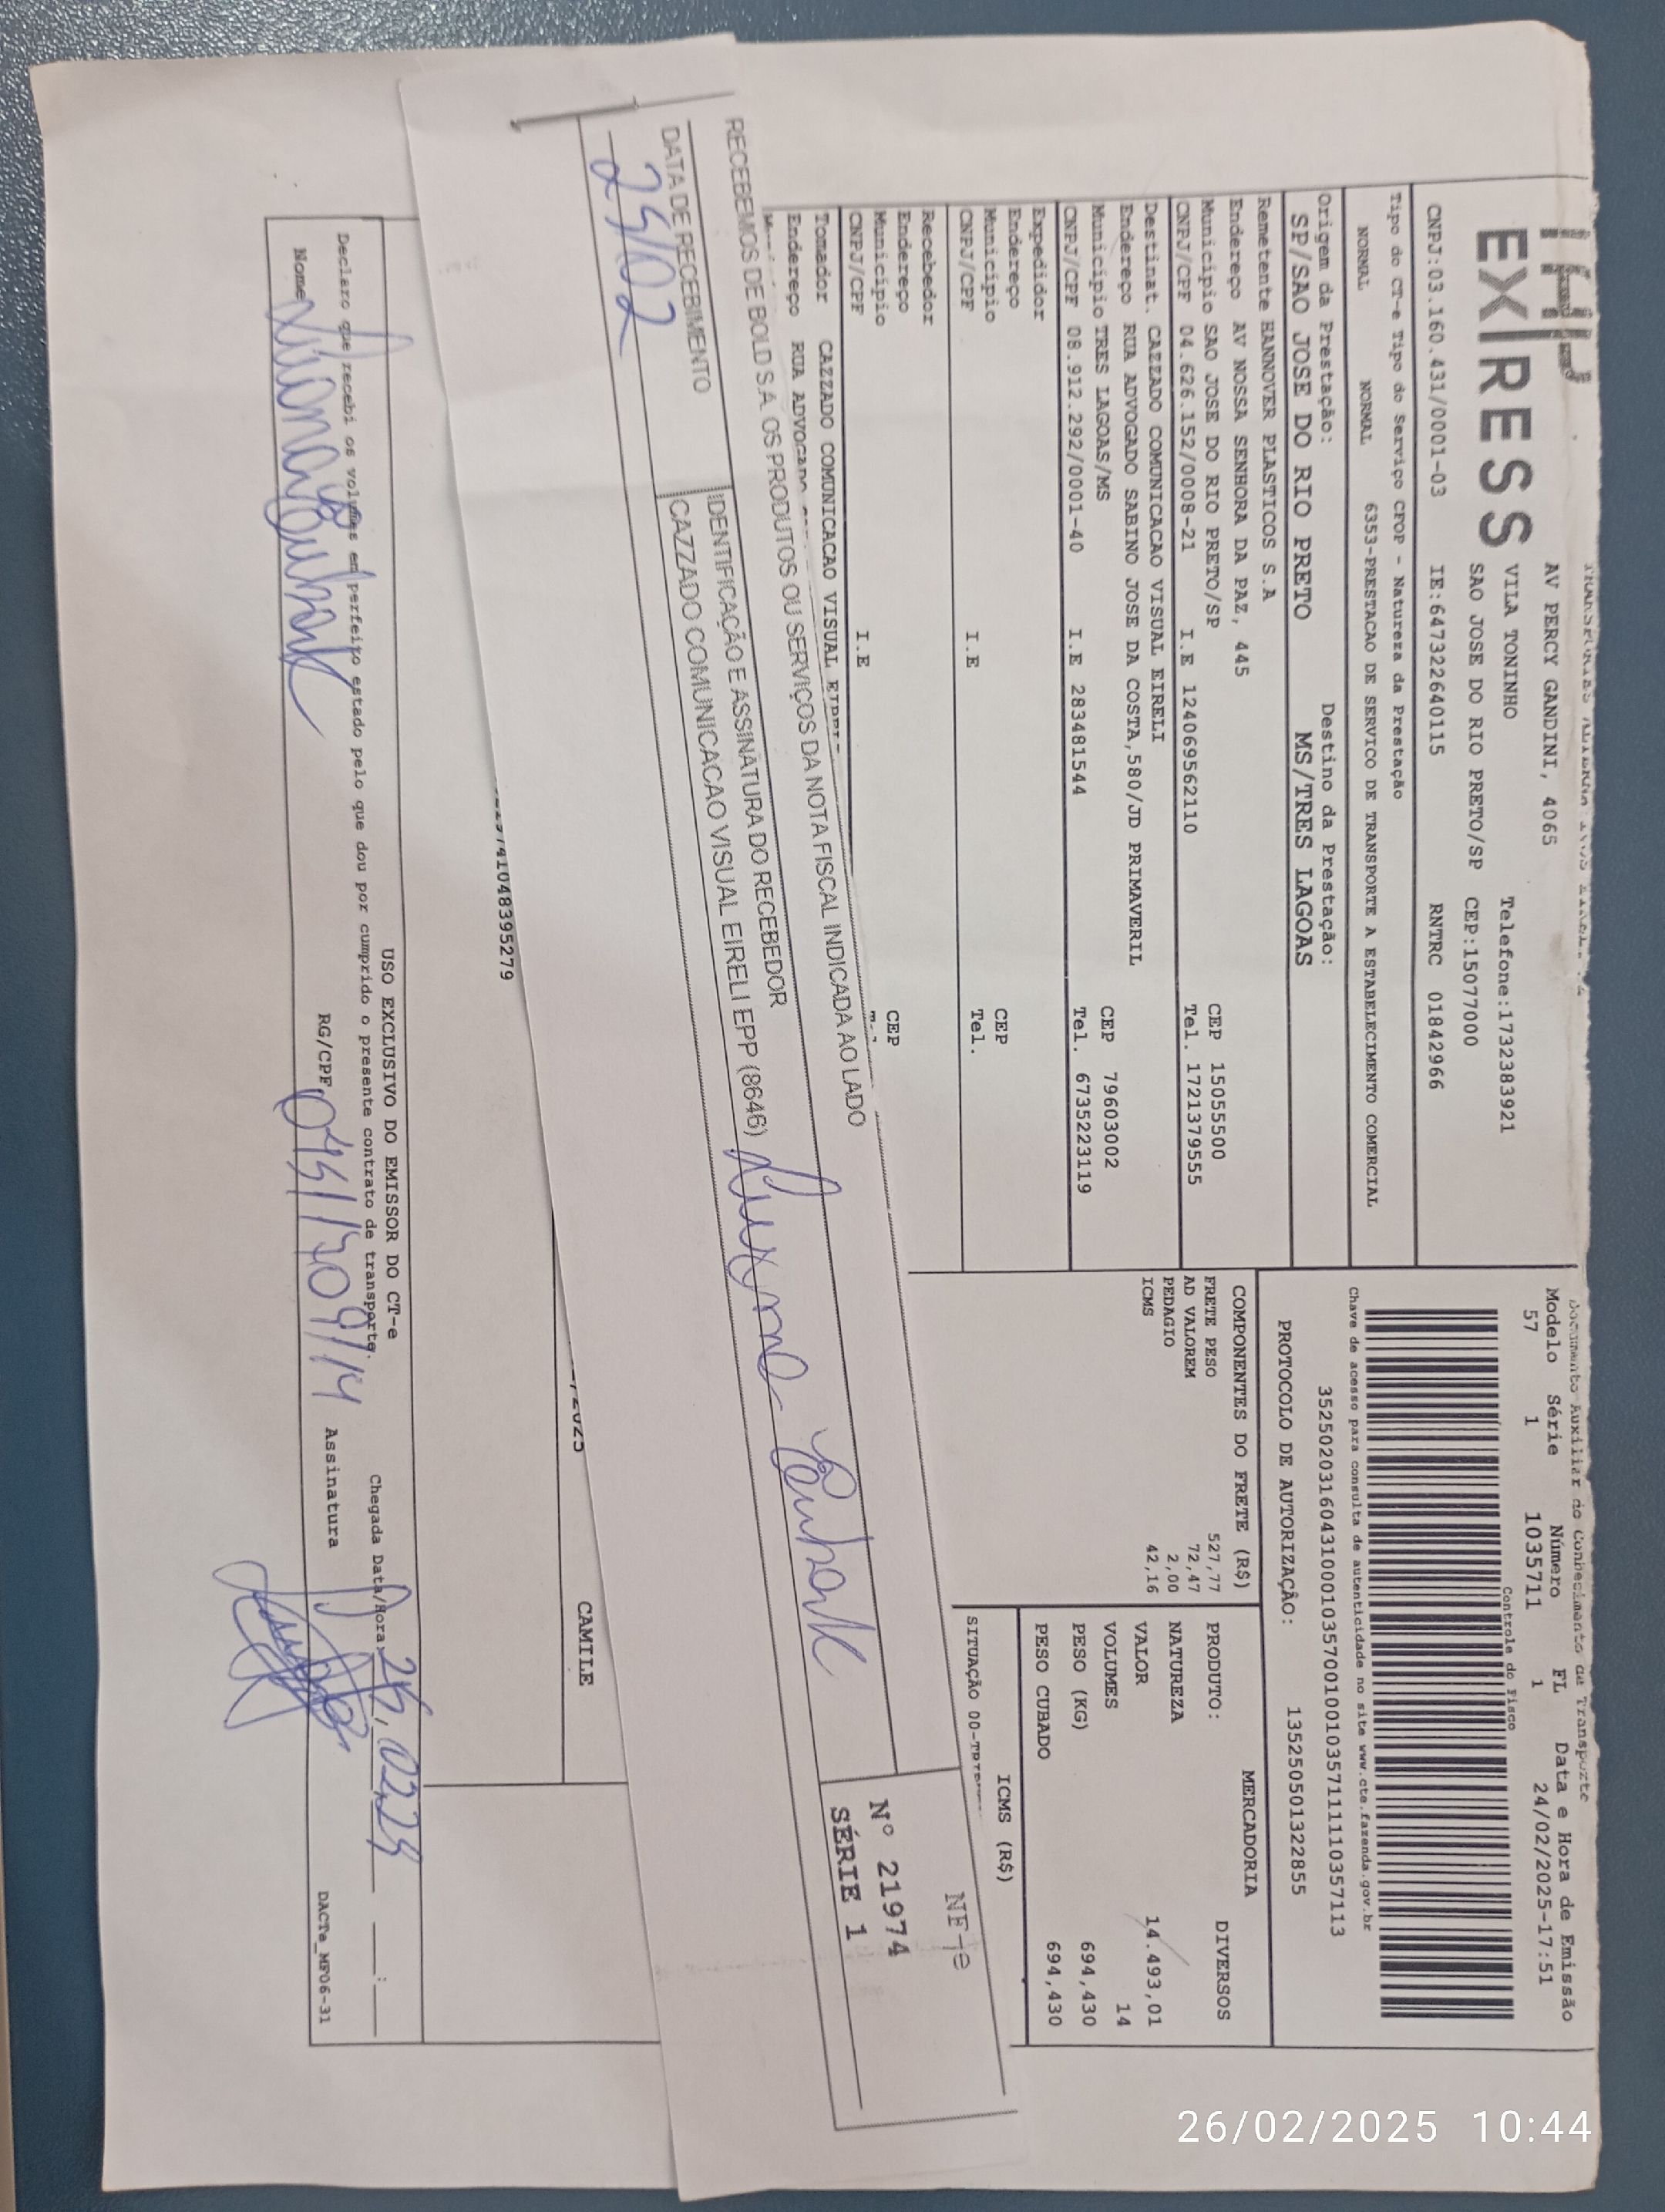 EXPRESS
AV PERCY GANDINI, 4065
VILA TONINHO
Telefone:1732383921
SAO JOSE DO RIO PRETO/SP
CEP:15077000
CNPJ:03.160.431/0001-03 IE:647322640115 RNTRC 01842966
Tipo do CT-e Tipo do Serviço CFOP - Natureza da Prestação
NORMAL NORMAL 6353-PRESTACAO DE SERVICO DE TRANSPORTE A ESTABELECIMENTO COMERCIAL
Origem da Prestação: Destino da Prestação:
SP/SAO JOSE DO RIO PRETO MS/TRES LAGOAS
Remetente HANNOVER PLASTICOS S.A
Endereço AV NOSSA SENHORA DA PAZ, 445
Município SAO JOSE DO RIO PRETO/SP CEP 15055500
CNPJ/CPF 04.626.152/0008-21 I.E 124069562110 Tel. 1721379555
Destinat. CAZZADO COMUNICACAO VISUAL EIRELI
Endereço RUA ADVOGADO SABINO JOSE DA COSTA,580/JD PRIMAVERIL
Município TRES LAGOAS/MS CEP 79603002
CNPJ/CPF 08.912.292/0001-40 I.E 283481544 Tel. 6735223119
Expedidor
Endereço
Município CEP
CNPJ/CPF I.E Tel.
Recebedor
Endereço
Município CEP
CNPJ/CPF I.E
Tomador CAZZADO COMUNICACAO VISUAL
Endereço RUA
Documento Auxiliar do Conhecimento de Transporte
Modelo Série Número FL Data e Hora de Emissão
57 1 1035711 1 24/02/2025-17:51
Controle do Fisco
Chave de acesso para consulta de autenticidade no site www.cte.fazenda.gov.br
35250203160431000103570010010357111110357113
PROTOCOLO DE AUTORIZAÇÃO: 135250501322855
COMPONENTES DO FRETE (R$)
FRETE PESO 527,77
AD VALOREM 72,47
PEDAGIO 2,00
ICMS 42,16
MERCADORIA
PRODUTO: DIVERSOS
NATUREZA
VALOR 14.493,01
VOLUMES 14
PESO (KG) 694,430
PESO CUBADO 694,430
ICMS (R$)
SITUAÇÃO 00-
RECEBEMOS DE BOLD S.A. OS PRODUTOS OU SERVIÇOS DA NOTA FISCAL INDICADA AO LADO
DATA DE RECEBIMENTO
IDENTIFICAÇÃO E ASSINATURA DO RECEBEDOR
CAZZADO COMUNICACAO VISUAL EIRELI EPP (8646)
NF-e
Nº 21974
SÉRIE 1
CAMILE
USO EXCLUSIVO DO EMISSOR DO CT-e
Declaro que recebi os volumes em perfeito estado pelo que dou por cumprido o presente contrato de transporte.
Chegada Data/Hora:
Nome
RG/CPF
Assinatura
DACTe_MF06-31
26/02/2025 10:44